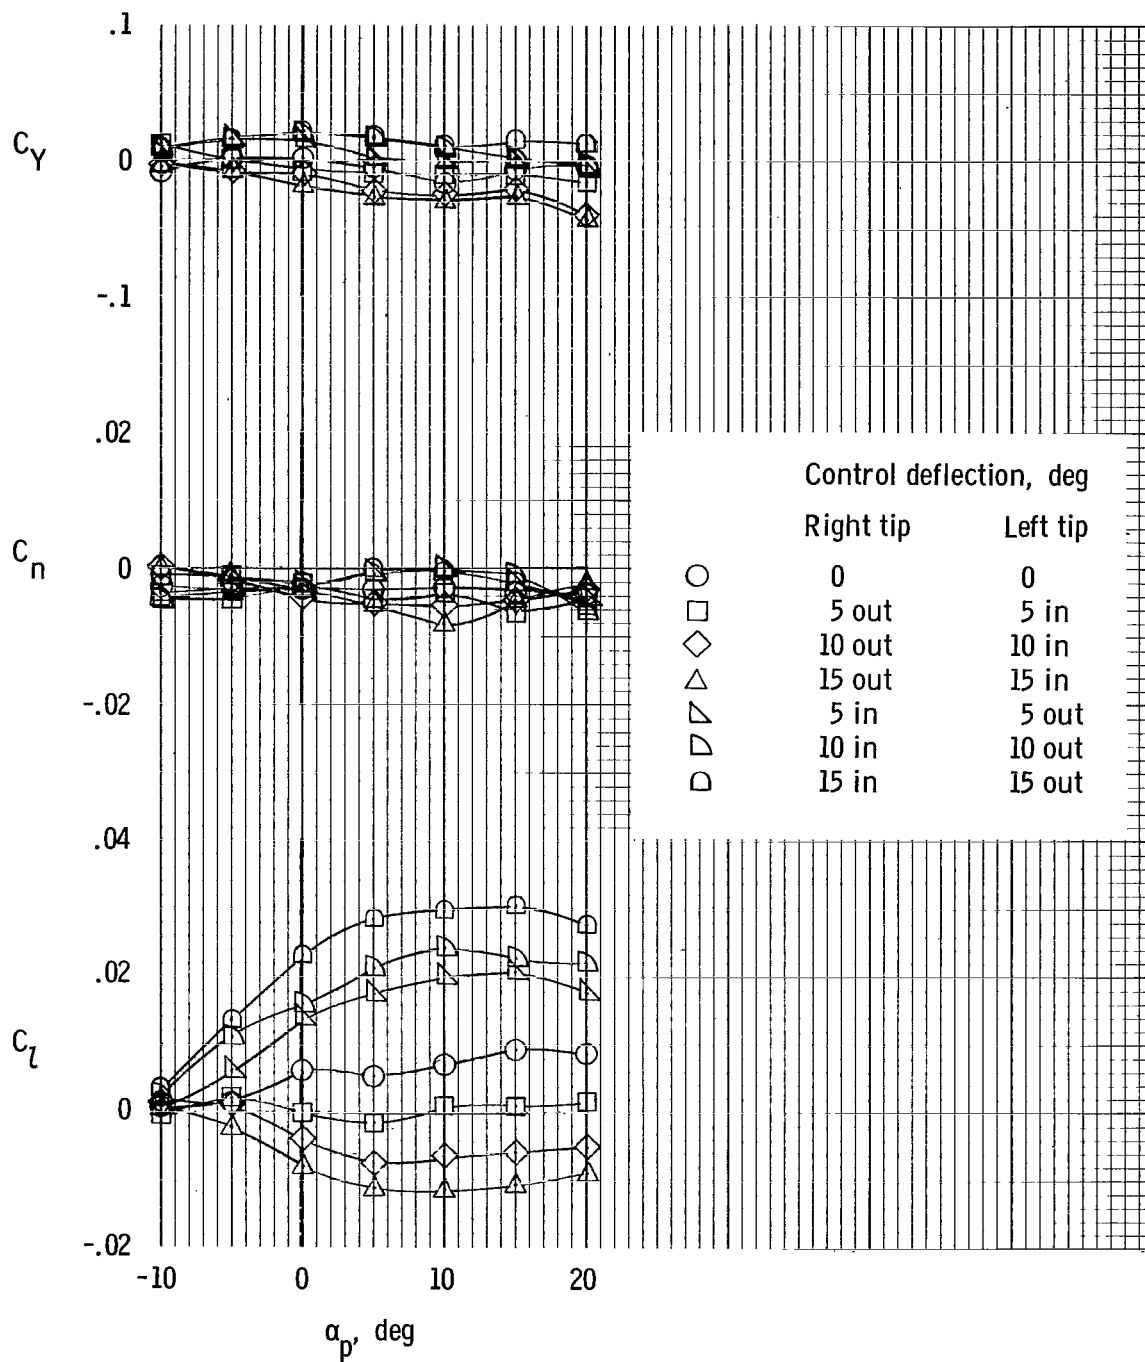 .1
C_Y
0
-.1
.02
C_n
0
-.02
Control deflection, deg
Right tip Left tip
0 0
5 out 5 in
10 out 10 in
15 out 15 in
5 in 5 out
10 in 10 out
15 in 15 out
.04
.02
C_l
0
-.02
-10 0 10 20
α_p, deg